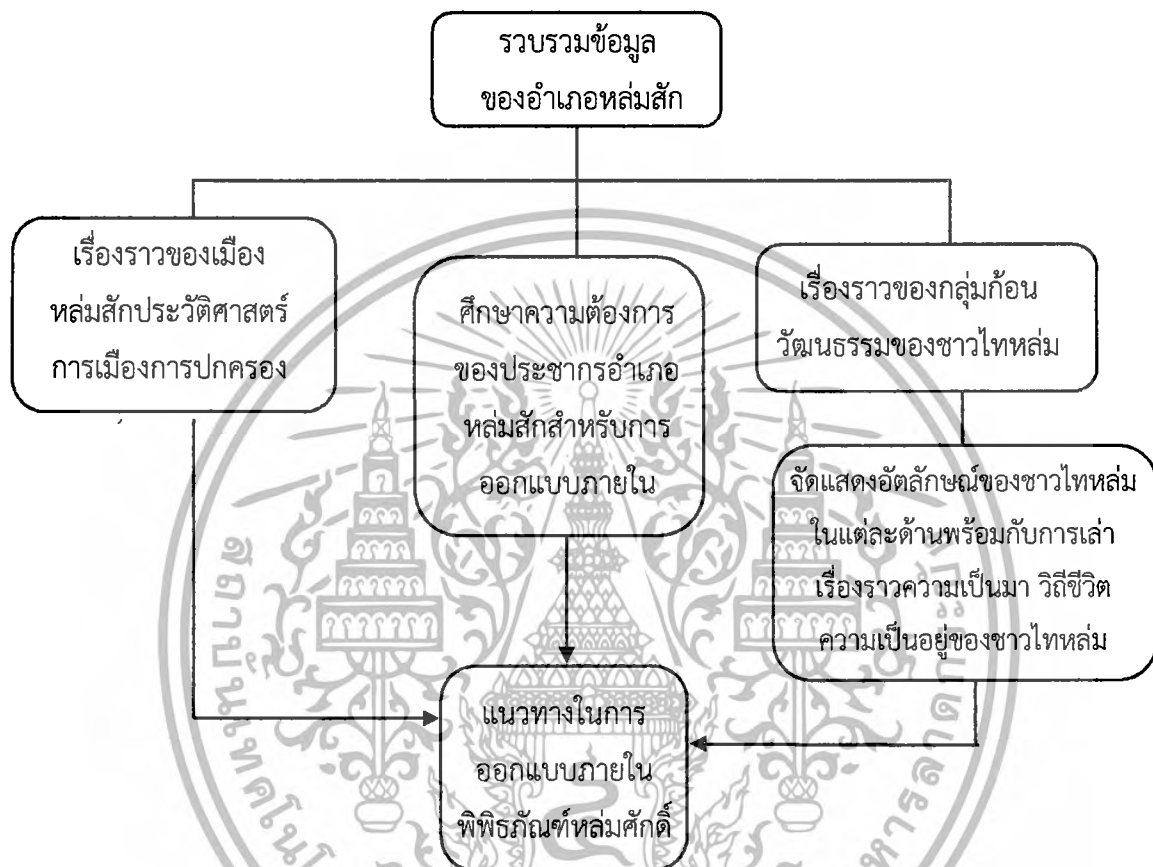 รวบรวมข้อมูล
ของอำเภอหล่มสัก
เรื่องราวของเมือง
หล่มสักประวัติศาสตร์
การเมืองการปกครอง
ศึกษาความต้องการ
ของประชากรอำเภอ
หล่มสักสำหรับการ
ออกแบบภายใน
เรื่องราวของกลุ่มก้อน
วัฒนธรรมของชาวไทหล่ม
จัดแสดงอัตลักษณ์ของชาวไทหล่ม
ในแต่ละด้านพร้อมกับการเล่า
เรื่องราวความเป็นมา วิถีชีวิต
ความเป็นอยู่ของชาวไทหล่ม
แนวทางในการ
ออกแบบภายใน
พิพิธภัณฑ์หล่มศักดิ์